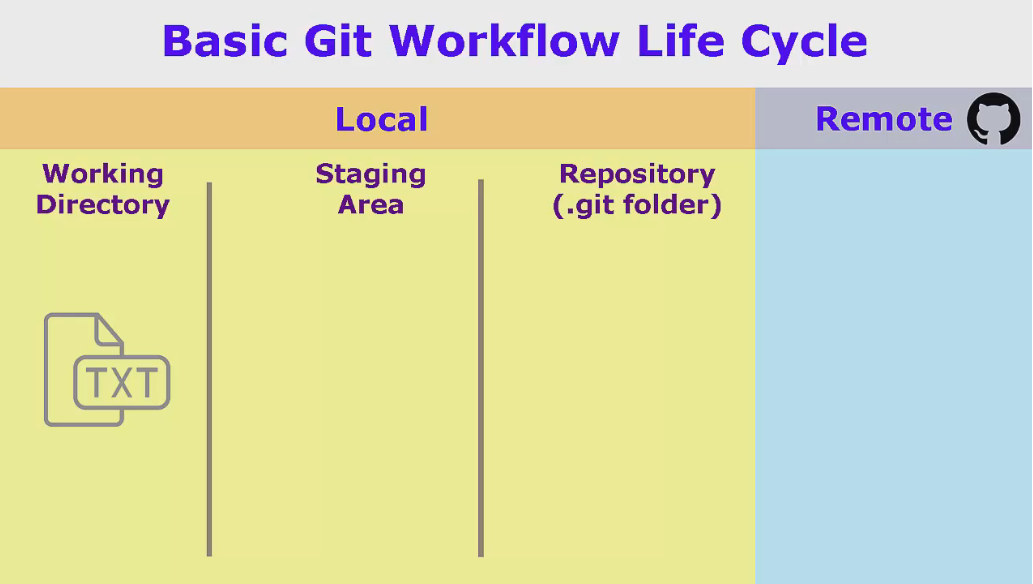 Basic Git Workflow Life Cycle
Local
Remote
Working
Directory
Staging
Area
Repository
(.git folder)
TXT